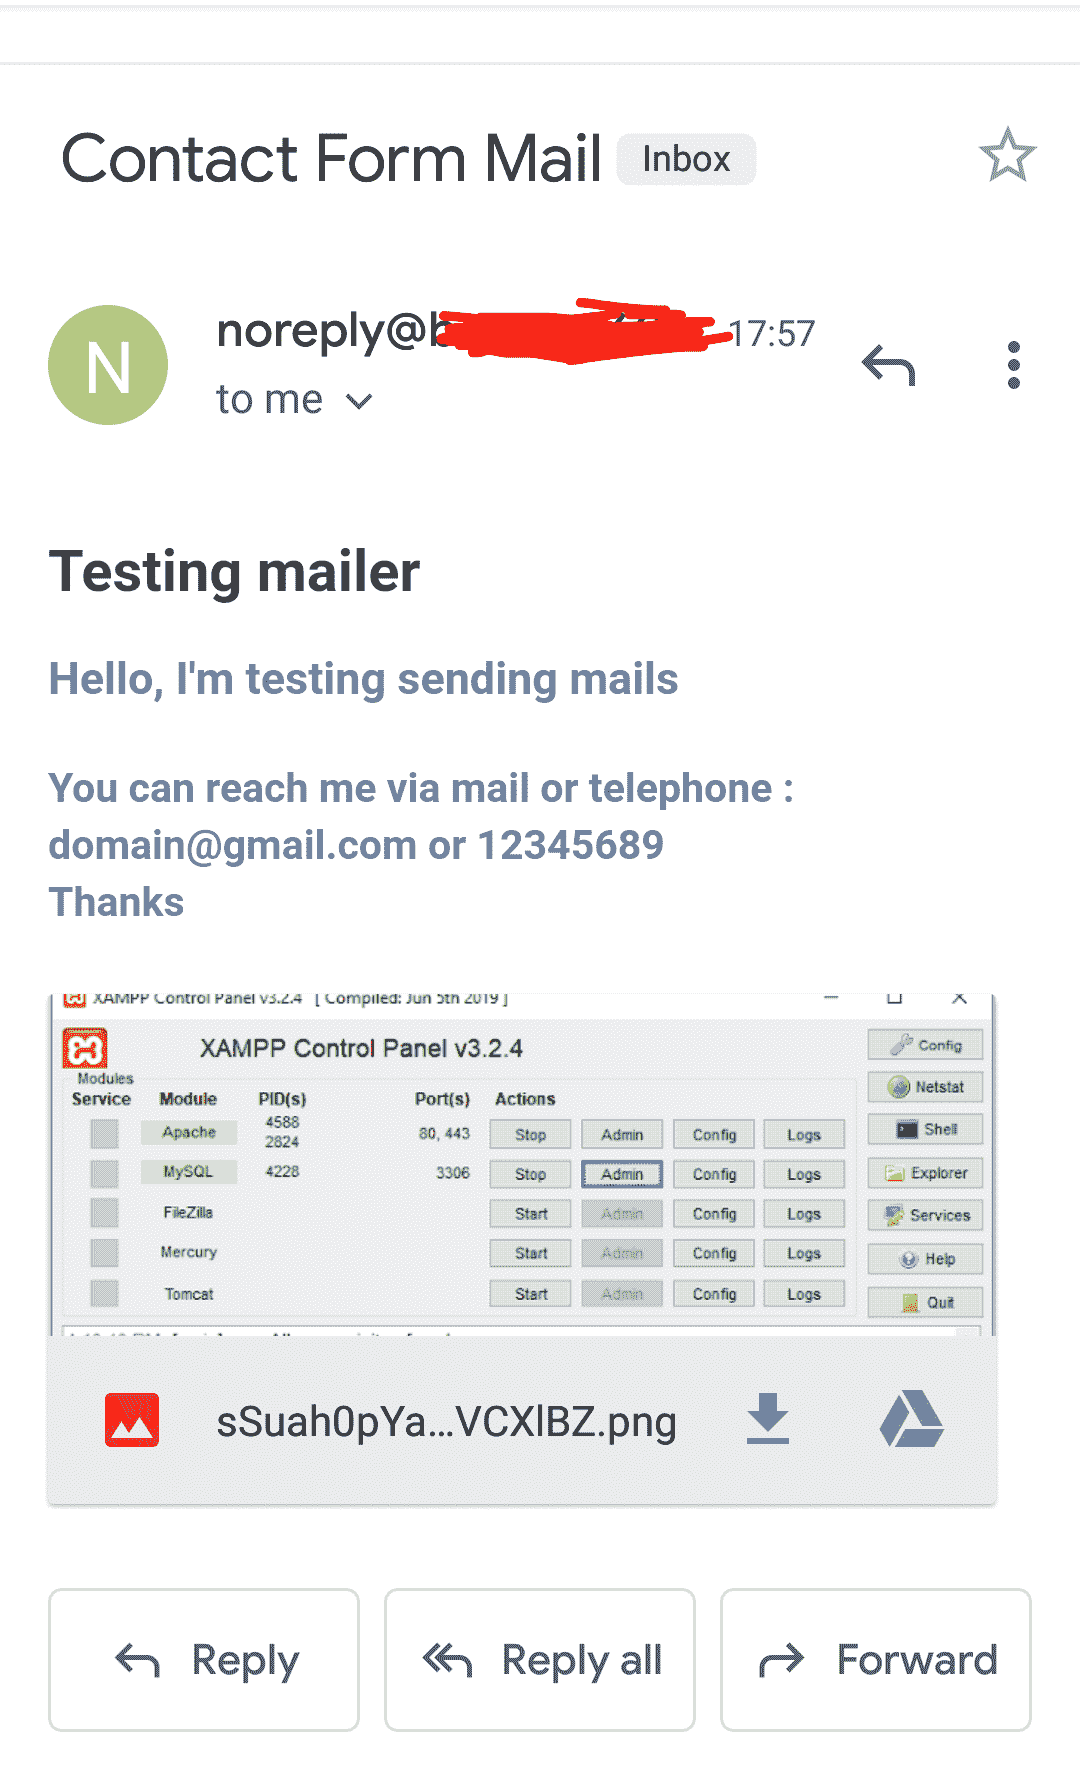 Contact Form Mail Inbox
N
noreply@ 17:57
to me
Testing mailer
Hello, I'm testing sending mails
You can reach me via mail or telephone :
domain@gmail.com or 12345689
Thanks
XAMPP Control Panel v3.2.4 [ Compiled: Jun 5th 2019 ]
XAMPP Control Panel v3.2.4 Config
Modules
Service Module PID(s) Port(s) Actions Netstat
Apache 4588 2824 80, 443 Stop Admin Config Logs Shell
MySQL 4228 3306 Stop Admin Config Logs Explorer
FileZilla Start Admin Config Logs Services
Mercury Start Admin Config Logs Help
Tomcat Start Admin Config Logs Quit
sSuah0pYa...VCXlBZ.png
Reply Reply all Forward